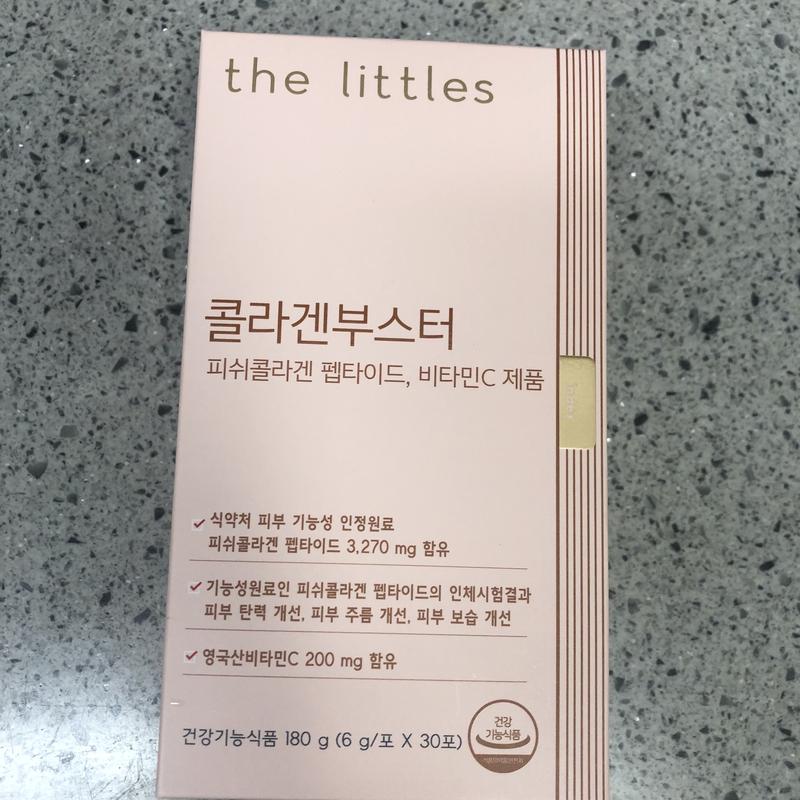 the littles
콜라겐부스터
피쉬콜라겐 펩타이드, 비타민C 제품
식약처 피부 기능성 인정원료
피쉬콜라겐 펩타이드 3,270 mg 함유
기능성원료인 피쉬콜라겐 펩타이드의 인체시험결과
피부 탄력 개선, 피부 주름 개선, 피부 보습 개선
영국산비타민C 200 mg 함유
건강기능식품 180 g (6 g/포 X 30포)
건강
기능식품